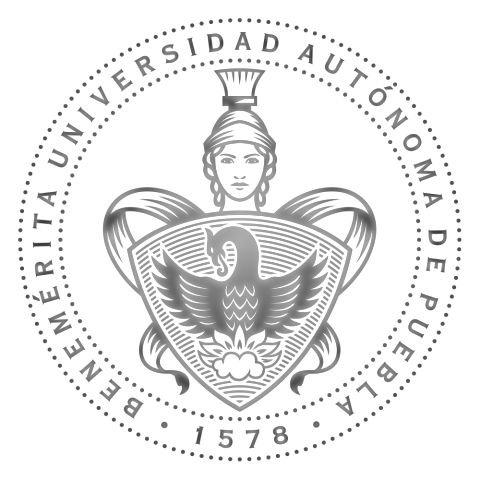 BENEMÉRITA UNIVERSIDAD AUTÓNOMA DE PUEBLA
• 1578 •